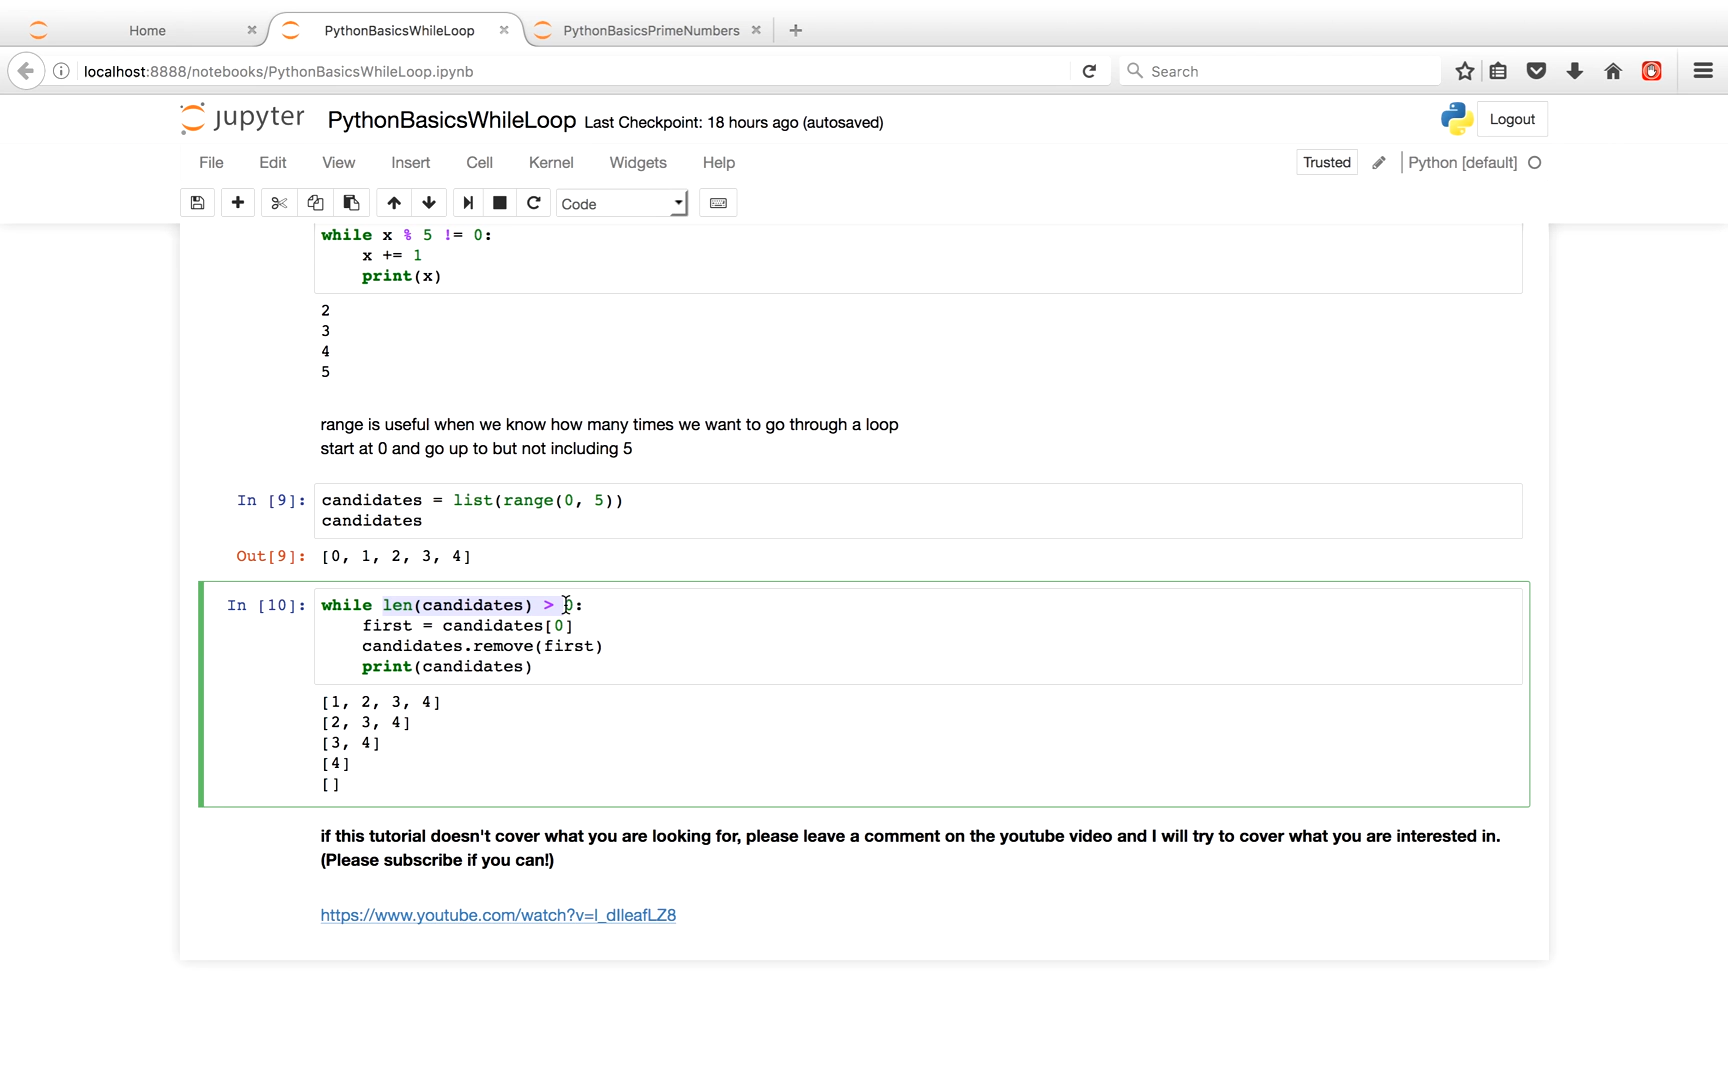 Home
PythonBasicsWhileLoop
PythonBasicsPrimeNumbers
localhost:8888/notebooks/PythonBasicsWhileLoop.ipynb
Search
jupyter PythonBasicsWhileLoop Last Checkpoint: 18 hours ago (autosaved)
Logout
File Edit View Insert Cell Kernel Widgets Help
Trusted Python [default]
Code
while x % 5 != 0:
    x += 1
    print(x)
2
3
4
5
range is useful when we know how many times we want to go through a loop
start at 0 and go up to but not including 5
In [9]: candidates = list(range(0, 5))
candidates
Out[9]: [0, 1, 2, 3, 4]
In [10]: while len(candidates) > 0:
    first = candidates[0]
    candidates.remove(first)
    print(candidates)
[1, 2, 3, 4]
[2, 3, 4]
[3, 4]
[4]
[]
if this tutorial doesn't cover what you are looking for, please leave a comment on the youtube video and I will try to cover what you are interested in.
(Please subscribe if you can!)
https://www.youtube.com/watch?v=l_dlleafLZ8